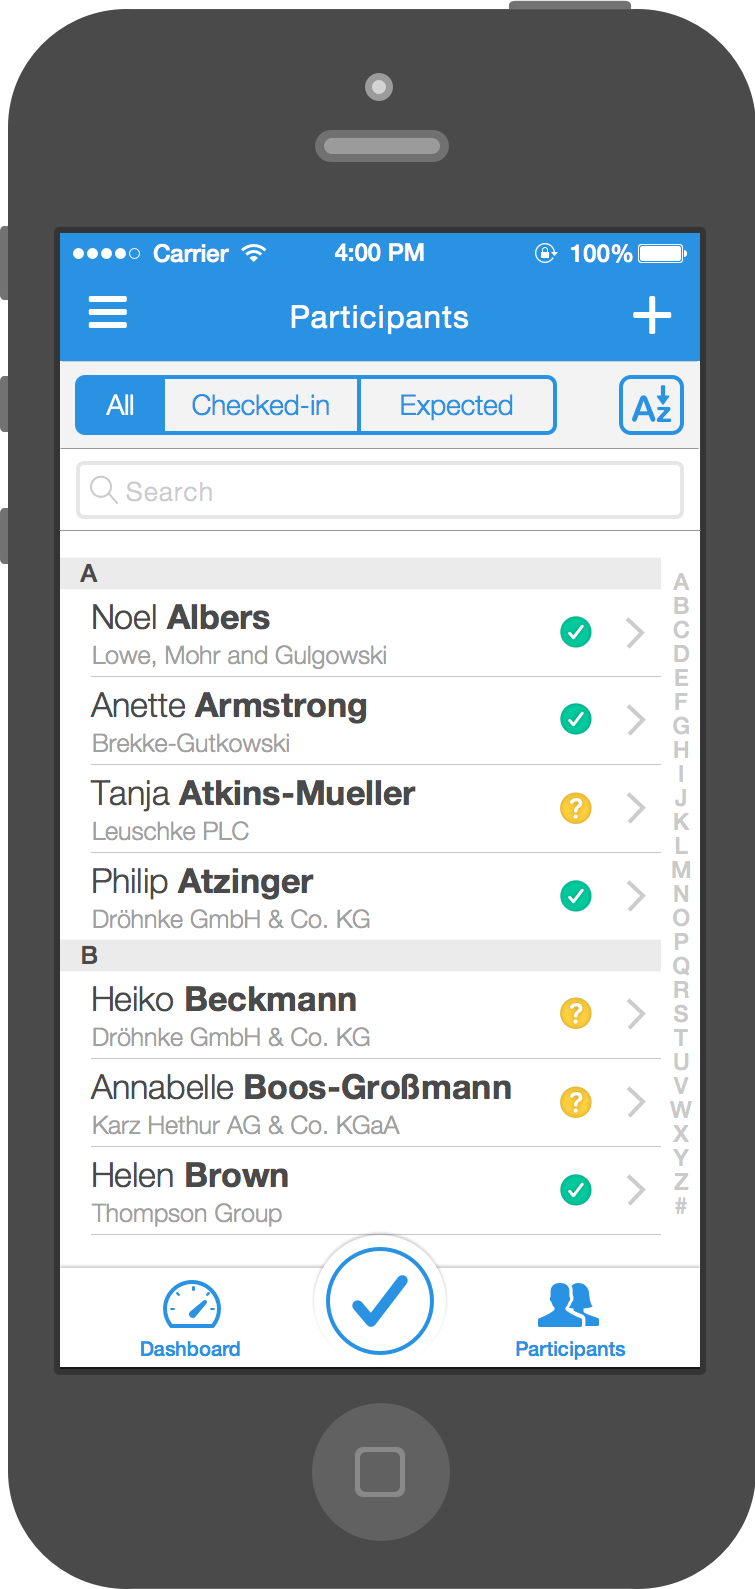 Carrier 4:00 PM 100%
Participants
All Checked-in Expected
AZ
Search
A
Noel Albers
Lowe, Mohr and Gulgowski
Anette Armstrong
Brekke-Gutkowski
Tanja Atkins-Mueller
Leuschke PLC
Philip Atzinger
Dröhnke GmbH & Co. KG
B
Heiko Beckmann
Dröhnke GmbH & Co. KG
Annabelle Boos-Großmann
Karz Hethur AG & Co. KGaA
Helen Brown
Thompson Group
A
B
C
D
E
F
G
H
I
J
K
L
M
N
O
P
Q
R
S
T
U
V
W
X
Y
Z
#
Dashboard Participants